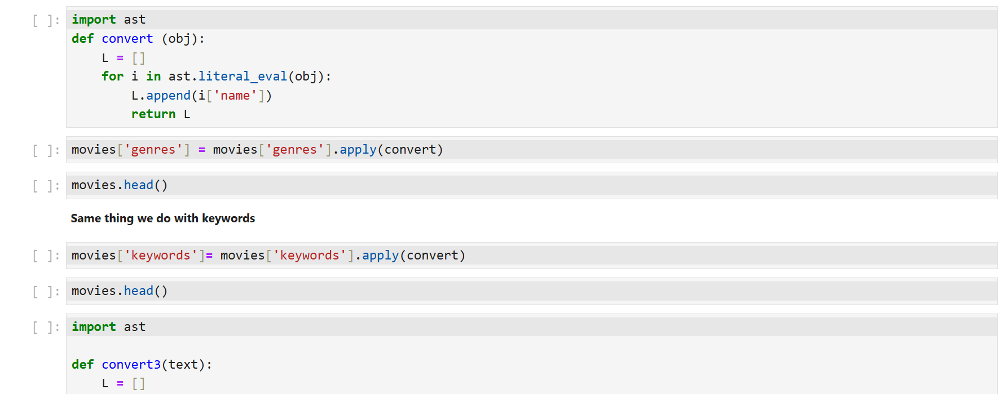 [ ]: import ast
def convert (obj):
    L = []
    for i in ast.literal_eval(obj):
        L.append(i['name'])
        return L
[ ]: movies['genres'] = movies['genres'].apply(convert)
[ ]: movies.head()
Same thing we do with keywords
[ ]: movies['keywords']= movies['keywords'].apply(convert)
[ ]: movies.head()
[ ]: import ast
def convert3(text):
    L = []